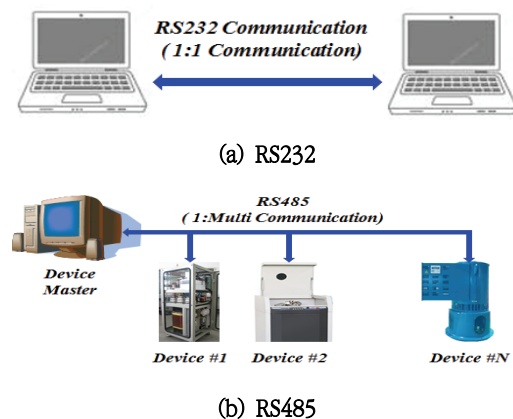 RS232 Communication
( 1:1 Communication)
(a) RS232
RS485
( 1:Multi Communication)
Device
Master
Device #1
Device #2
Device #N
(b) RS485